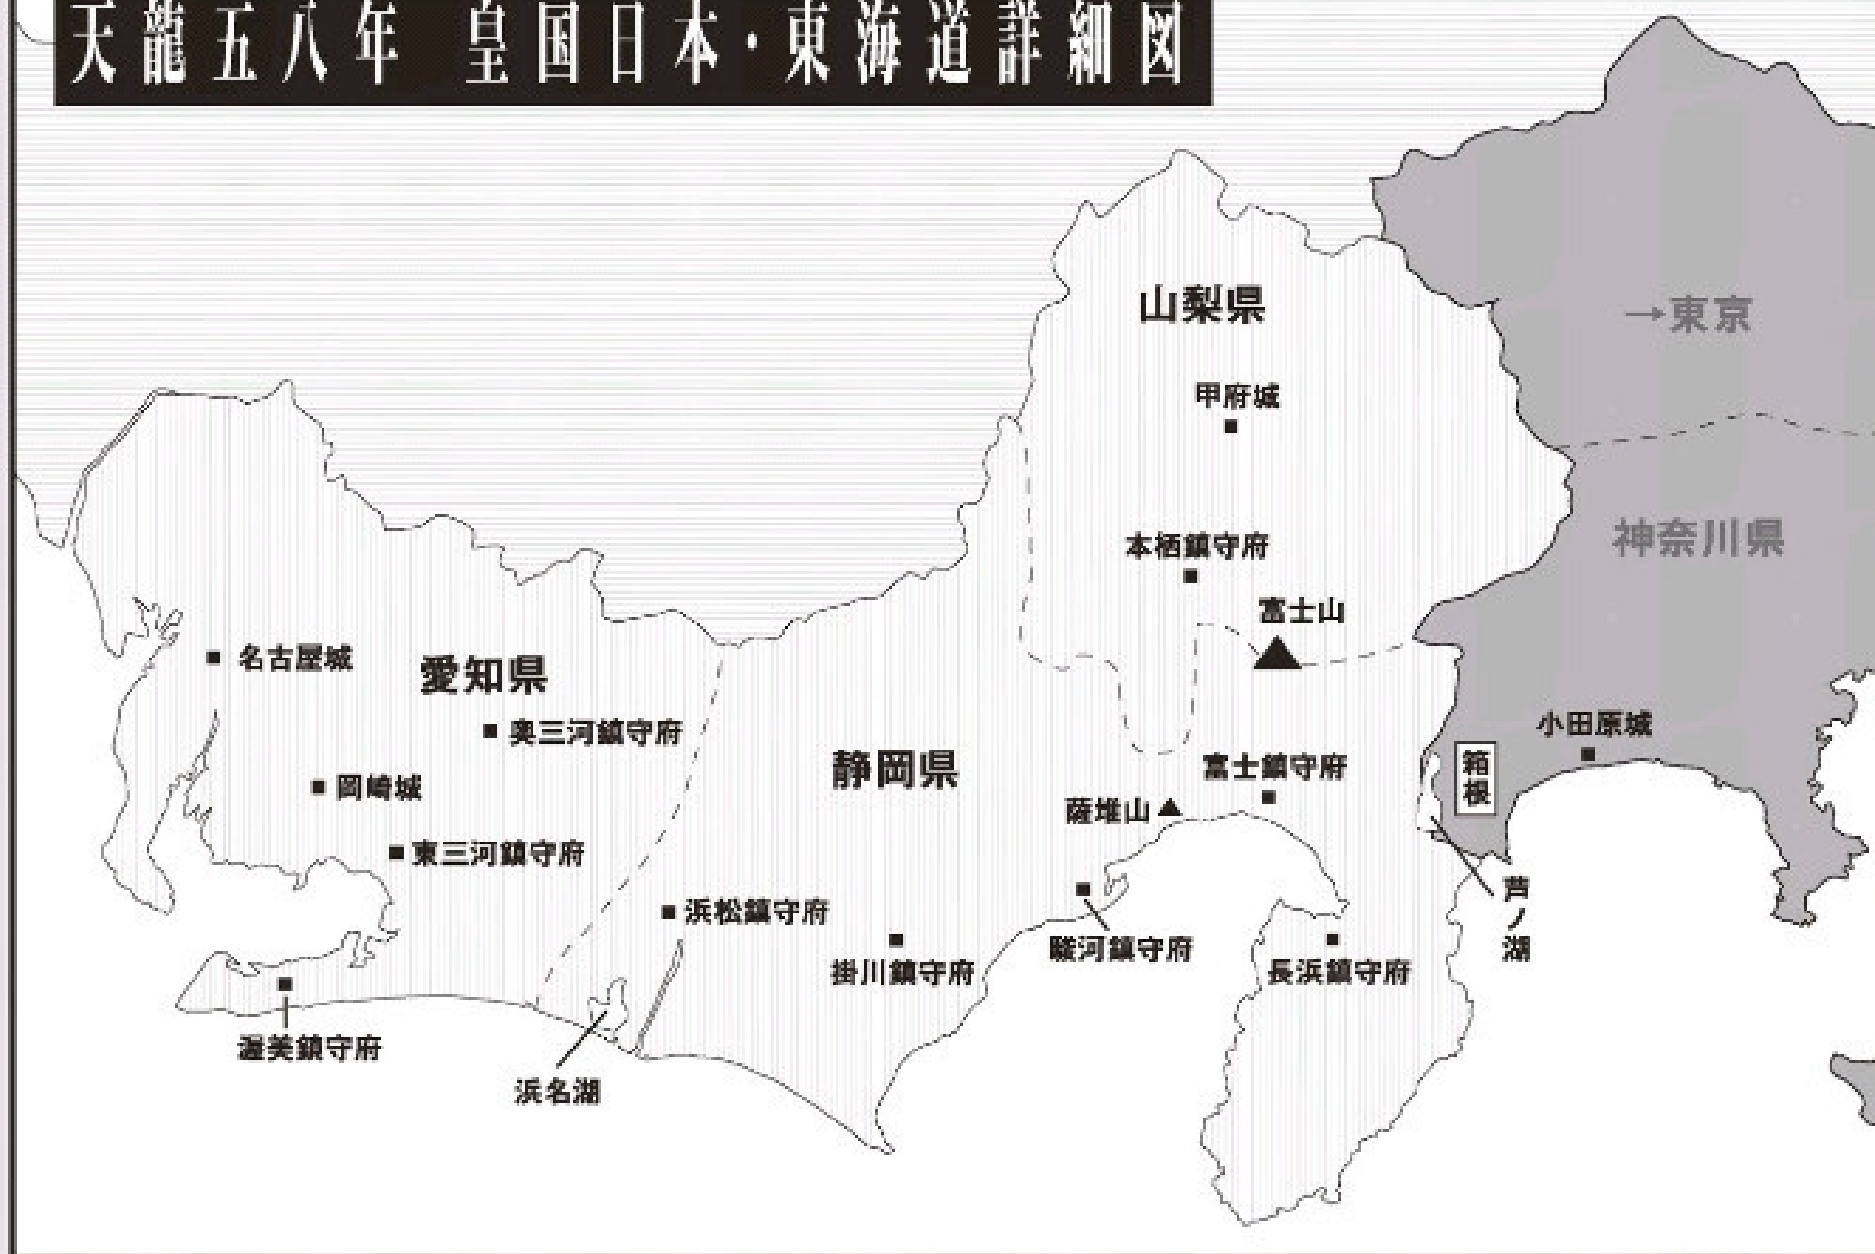 天龍五八年 皇国日本・東海道詳細図
山梨県
→東京
甲府城
神奈川県
本栖鎮守府
富士山
名古屋城
愛知県
奥三河鎮守府
小田原城
静岡県
富士鎮守府
箱根
岡崎城
薩埵山
東三河鎮守府
芦ノ湖
浜松鎮守府
駿河鎮守府
掛川鎮守府
長浜鎮守府
渥美鎮守府
浜名湖